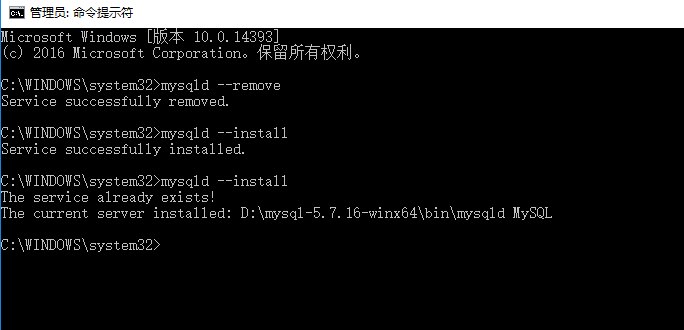 管理员: 命令提示符
Microsoft Windows [版本 10.0.14393]
(c) 2016 Microsoft Corporation。保留所有权利。
C:\WINDOWS\system32>mysqld --remove
Service successfully removed.
C:\WINDOWS\system32>mysqld --install
Service successfully installed.
C:\WINDOWS\system32>mysqld --install
The service already exists!
The current server installed: D:\mysql-5.7.16-winx64\bin\mysqld MySQL
C:\WINDOWS\system32>